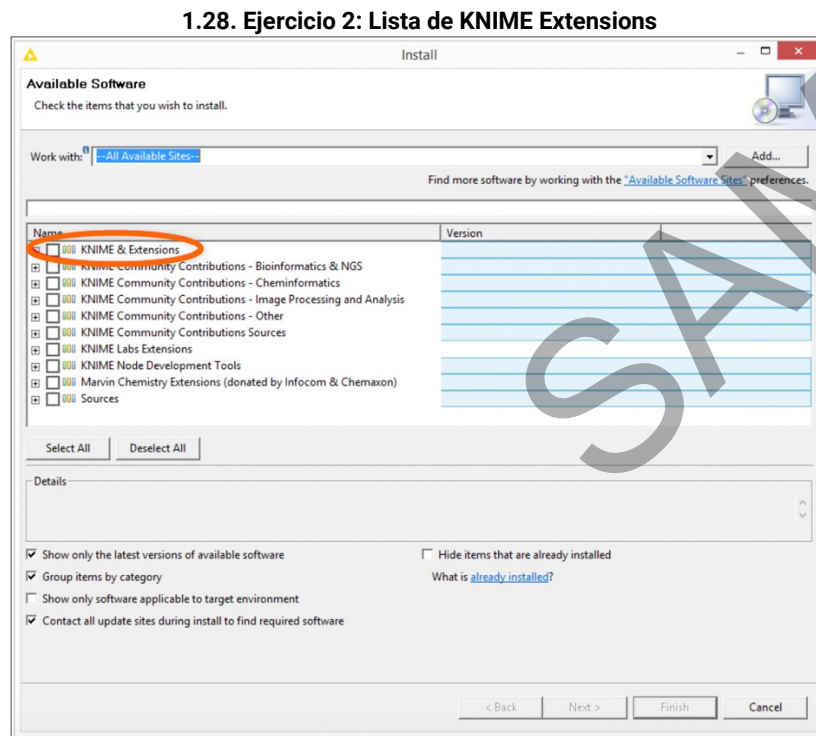 1.28. Ejercicio 2: Lista de KNIME Extensions
Install
Available Software
Check the items that you wish to install.
Work with: --All Available Sites--
Add...
Find more software by working with the "Available Software Sites" preferences.
Name Version
KNIME & Extensions
KNIME Community Contributions - Bioinformatics & NGS
KNIME Community Contributions - Cheminformatics
KNIME Community Contributions - Image Processing and Analysis
KNIME Community Contributions - Other
KNIME Community Contributions Sources
KNIME Labs Extensions
KNIME Node Development Tools
Marvin Chemistry Extensions (donated by Infocom & Chemaxon)
Sources
Select All Deselect All
Details
Show only the latest versions of available software Hide items that are already installed
Group items by category What is already installed?
Show only software applicable to target environment
Contact all update sites during install to find required software
< Back Next > Finish Cancel